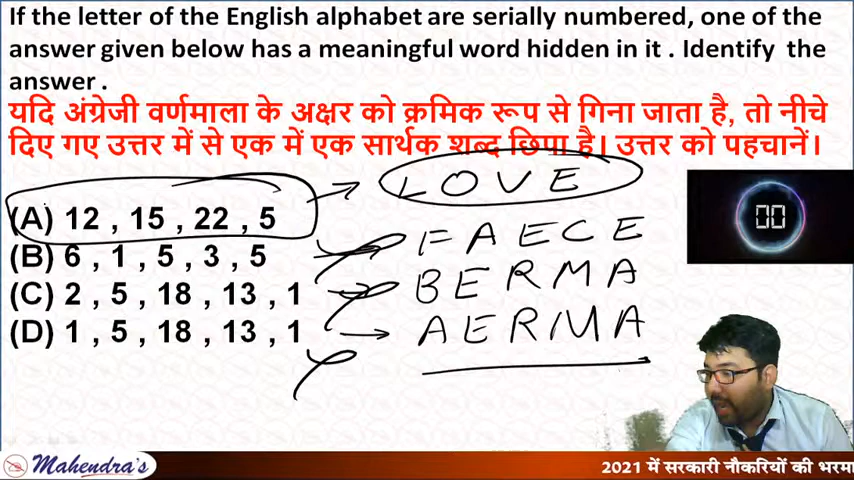 If the letter of the English alphabet are serially numbered, one of the
answer given below has a meaningful word hidden in it . Identify the
answer .
यदि अंग्रेजी वर्णमाला के अक्षर को क्रमिक रूप से गिना जाता है, तो नीचे
दिए गए उत्तर में से एक में एक सार्थक शब्द छिपा है। उत्तर को पहचानें।
(A) 12 , 15 , 22 , 5
LOVE
(B) 6 , 1 , 5 , 3 , 5
FAECE
(C) 2 , 5 , 18 , 13 , 1
BERMA
(D) 1 , 5 , 18 , 13 , 1
AERMA
00
Mahendra's
2021 में सरकारी नौकरियों की भरमा